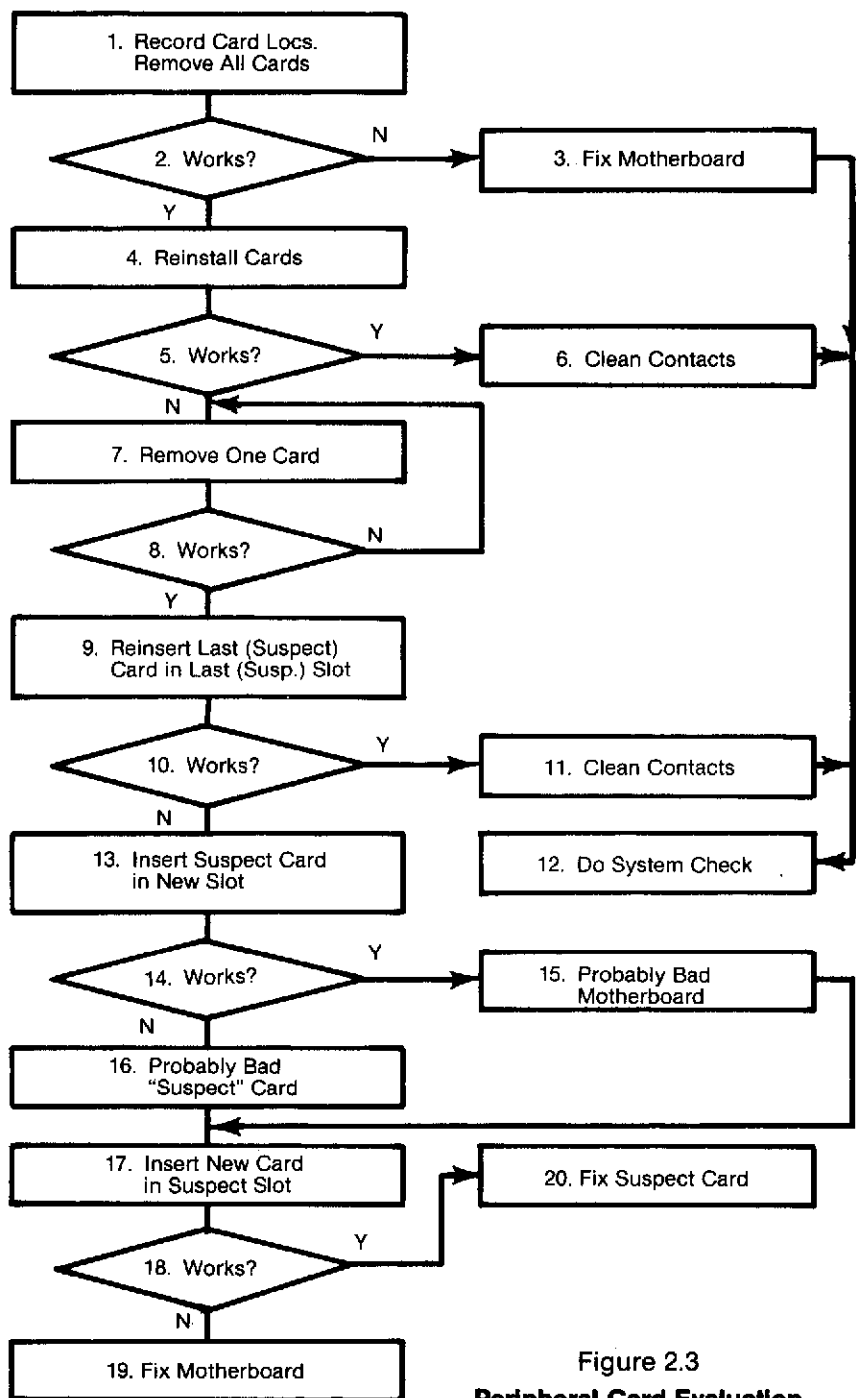 1. Record Card Locs.
Remove All Cards
2. Works?
N
3. Fix Motherboard
Y
4. Reinstall Cards
5. Works?
Y
6. Clean Contacts
N
7. Remove One Card
8. Works?
N
Y
9. Reinsert Last (Suspect)
Card in Last (Susp.) Slot
10. Works?
Y
11. Clean Contacts
N
13. Insert Suspect Card
in New Slot
12. Do System Check
14. Works?
Y
15. Probably Bad
Motherboard
N
16. Probably Bad
"Suspect" Card
17. Insert New Card
in Suspect Slot
20. Fix Suspect Card
18. Works?
Y
N
19. Fix Motherboard
Figure 2.3
Peripheral Card Evaluation